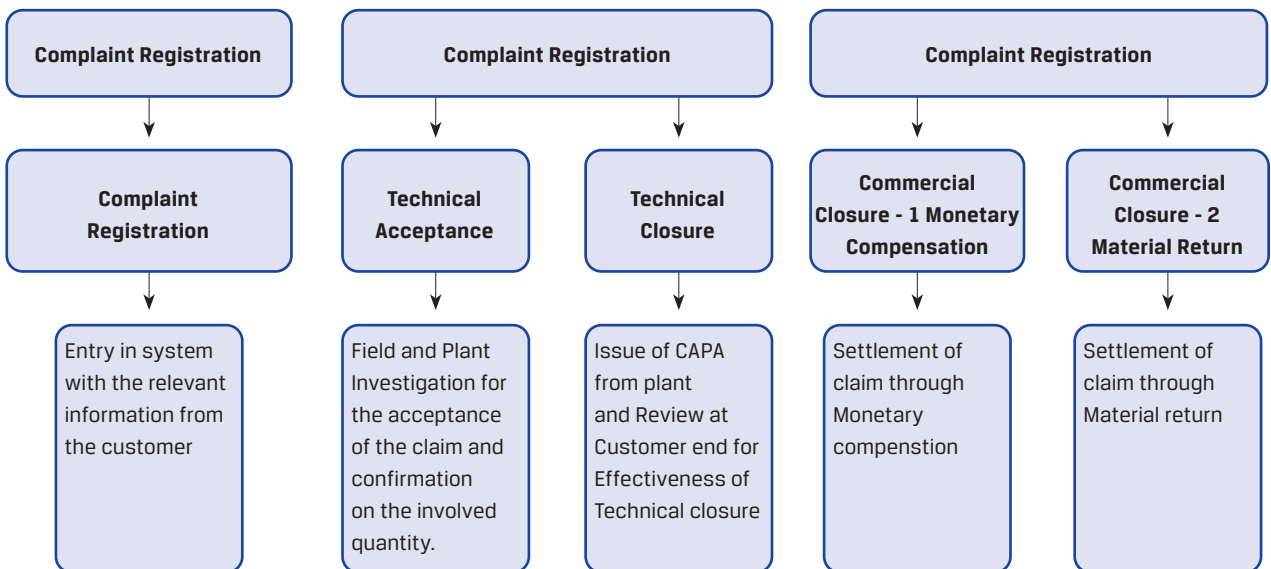 Complaint Registration
Complaint Registration
Complaint Registration
Complaint
Registration
Technical
Acceptance
Technical
Closure
Commercial
Closure - 1 Monetary
Compensation
Commercial
Closure - 2
Material Return
Entry in system
with the relevant
information from
the customer
Field and Plant
Investigation for
the acceptance
of the claim and
confirmation
on the involved
quantity.
Issue of CAPA
from plant
and Review at
Customer end for
Effectiveness of
Technical closure
Settlement of
claim through
Monetary
compenstion
Settlement of
claim through
Material return